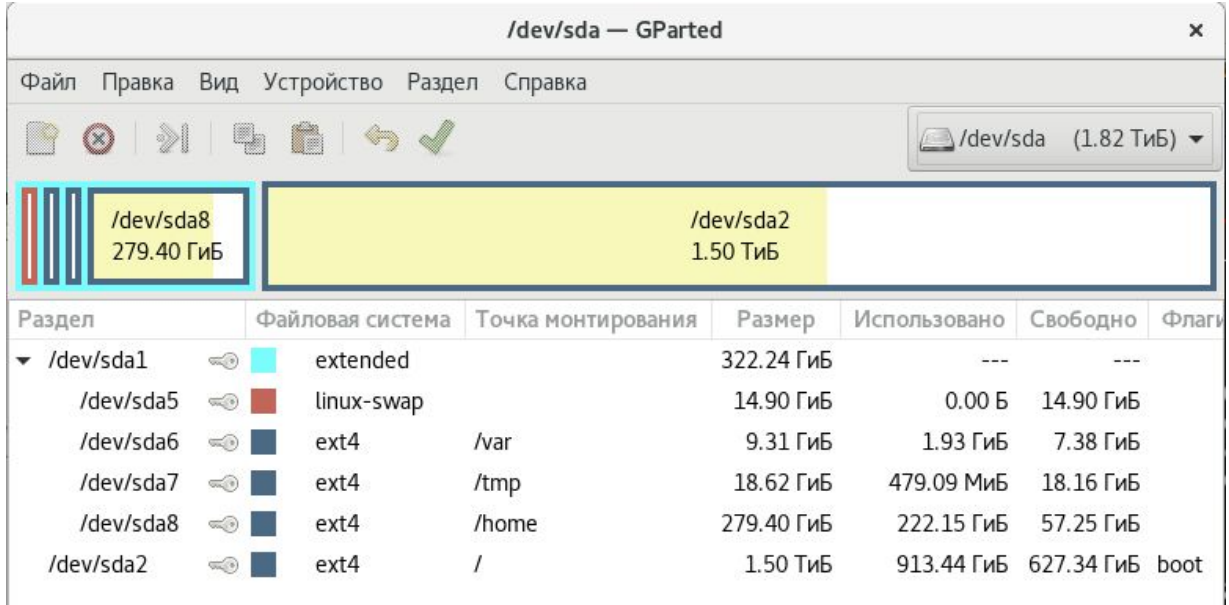 /dev/sda — GParted
Файл Правка Вид Устройство Раздел Справка
/dev/sda (1.82 ТиБ)
/dev/sda8
279.40 ГиБ
/dev/sda2
1.50 ТиБ
Раздел Файловая система Точка монтирования Размер Использовано Свободно Флаги
/dev/sda1 extended 322.24 ГиБ --- ---
/dev/sda5 linux-swap 14.90 ГиБ 0.00 Б 14.90 ГиБ
/dev/sda6 ext4 /var 9.31 ГиБ 1.93 ГиБ 7.38 ГиБ
/dev/sda7 ext4 /tmp 18.62 ГиБ 479.09 МиБ 18.16 ГиБ
/dev/sda8 ext4 /home 279.40 ГиБ 222.15 ГиБ 57.25 ГиБ
/dev/sda2 ext4 / 1.50 ТиБ 913.44 ГиБ 627.34 ГиБ boot